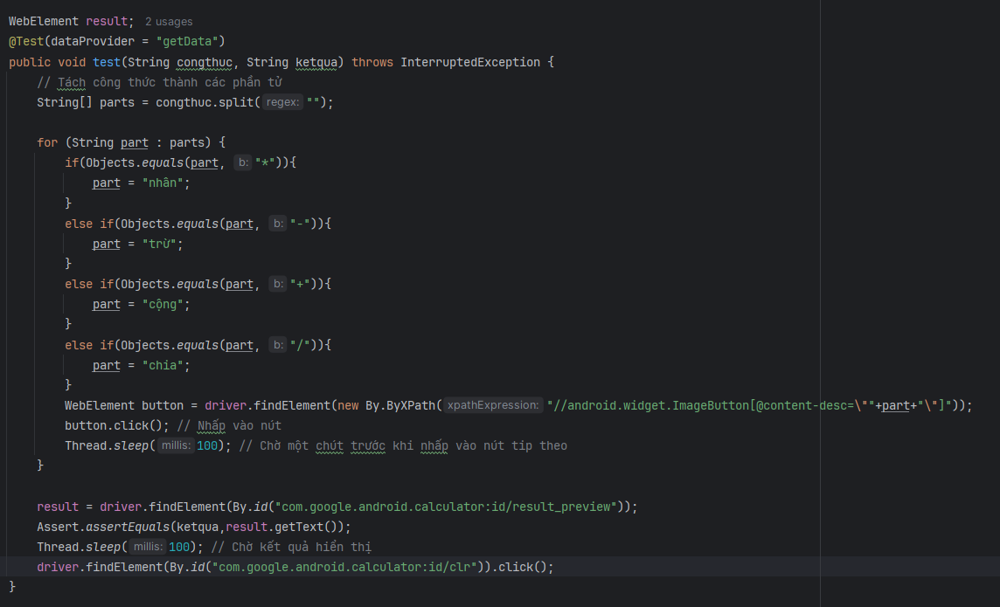 WebElement result; 2 usages
@Test(dataProvider = "getData")
public void test(String congthuc, String ketqua) throws InterruptedException {
// Tách công thức thành các phần tử
String[] parts = congthuc.split( regex: "");
for (String part : parts) {
if(Objects.equals(part, b: "*")){
part = "nhân";
}
else if(Objects.equals(part, b: "-")){
part = "trừ";
}
else if(Objects.equals(part, b: "+")){
part = "cộng";
}
else if(Objects.equals(part, b: "/")){
part = "chia";
}
WebElement button = driver.findElement(new By.ByXPath( xpathExpression: "//android.widget.ImageButton[@content-desc=\""+part+"\"]"));
button.click(); // Nhấp vào nút
Thread.sleep( millis: 100); // Chờ một chút trước khi nhấp vào nút tip theo
}
result = driver.findElement(By.id("com.google.android.calculator:id/result_preview"));
Assert.assertEquals(ketqua,result.getText());
Thread.sleep( millis: 100); // Chờ kết quả hiển thị
driver.findElement(By.id("com.google.android.calculator:id/clr")).click();
}